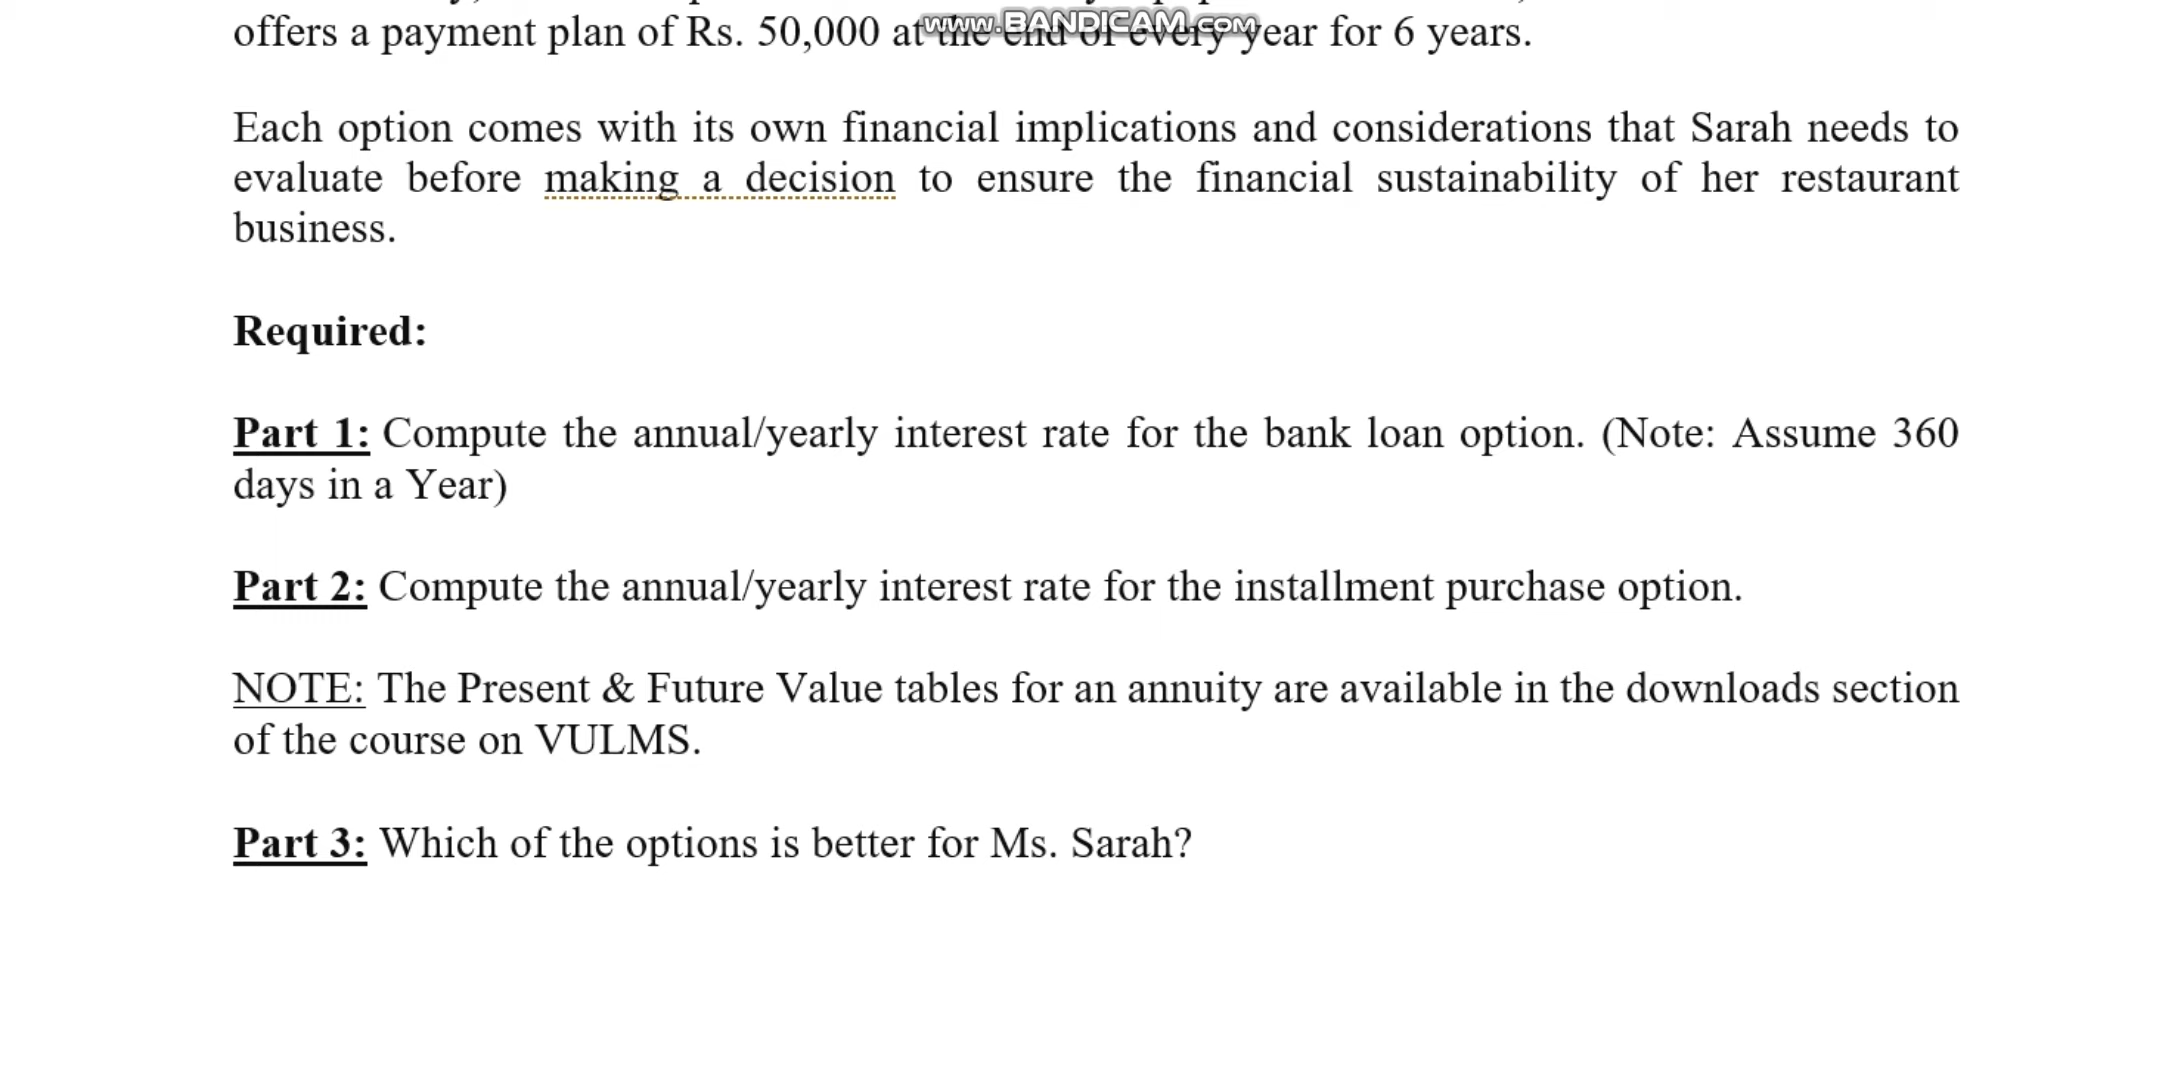 www.BANDICAM.com
offers a payment plan of Rs. 50,000 at the end of every year for 6 years.
Each option comes with its own financial implications and considerations that Sarah needs to
evaluate before making a decision to ensure the financial sustainability of her restaurant
business.
Required:
Part 1: Compute the annual/yearly interest rate for the bank loan option. (Note: Assume 360
days in a Year)
Part 2: Compute the annual/yearly interest rate for the installment purchase option.
NOTE: The Present & Future Value tables for an annuity are available in the downloads section
of the course on VULMS.
Part 3: Which of the options is better for Ms. Sarah?